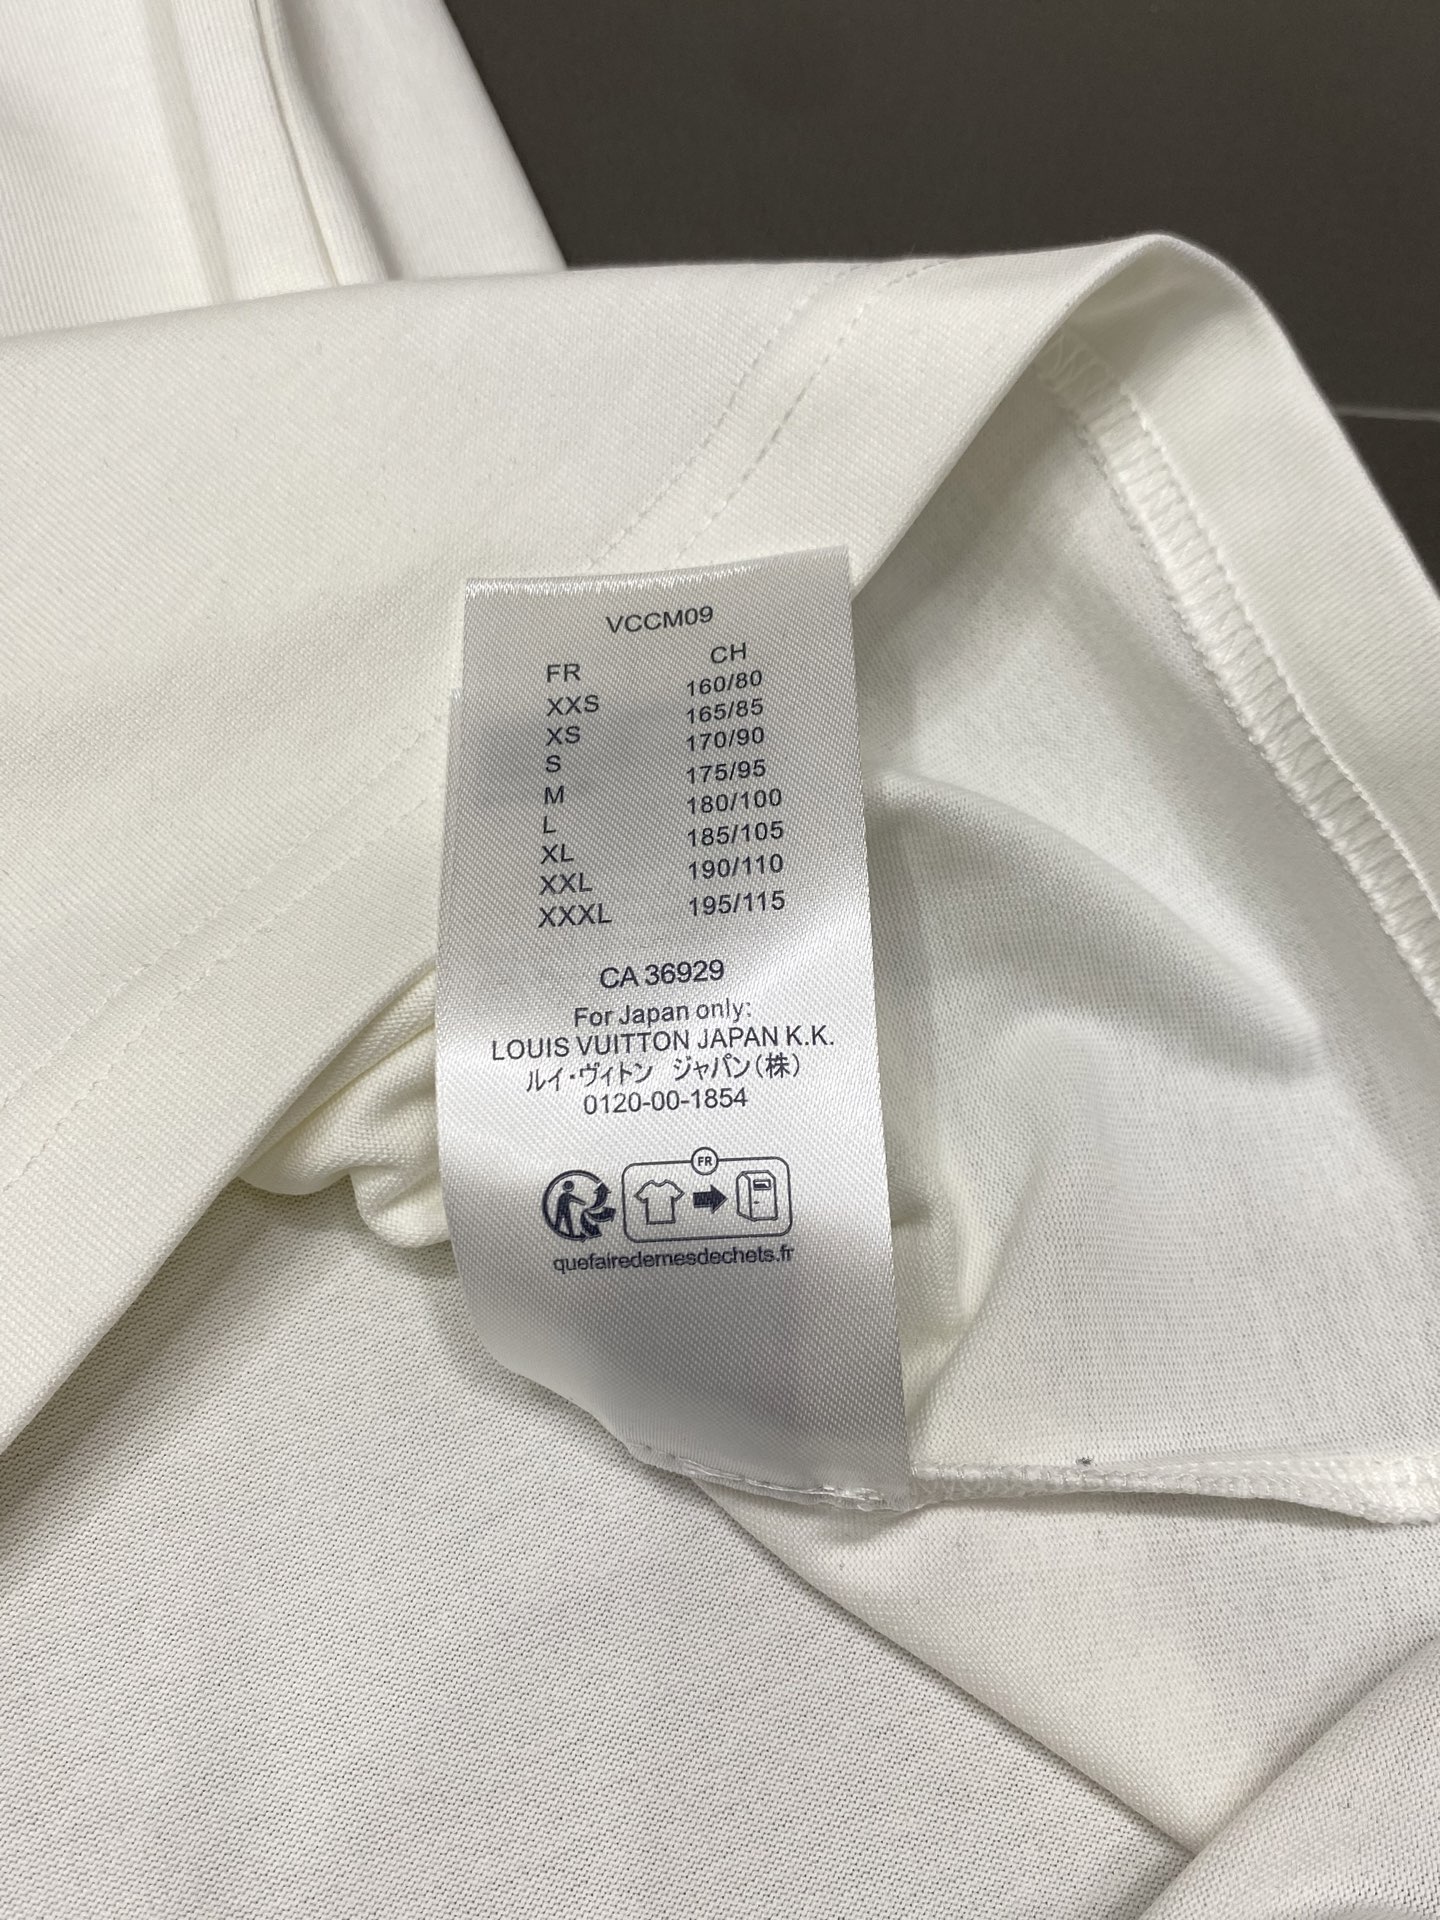 VCCM09
FR CH
XXS 160/80
XS 165/85
S 170/90
M 175/95
L 180/100
XL 185/105
XXL 190/110
XXXL 195/115
CA 36929
For Japan only:
LOUIS VUITTON JAPAN K.K.
ルイ・ヴィトン ジャパン(株)
0120-00-1854
FR
quefairedemesdechets.fr